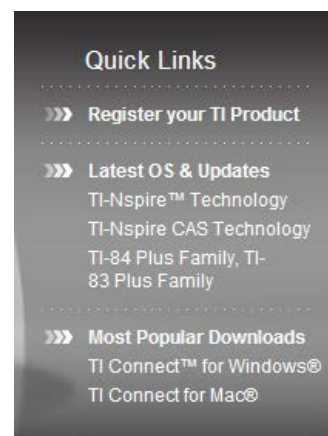 Quick Links
Register your TI Product
Latest OS & Updates
TI-Nspire™ Technology
TI-Nspire CAS Technology
TI-84 Plus Family, TI-
83 Plus Family
Most Popular Downloads
TI Connect™ for Windows®
TI Connect for Mac®